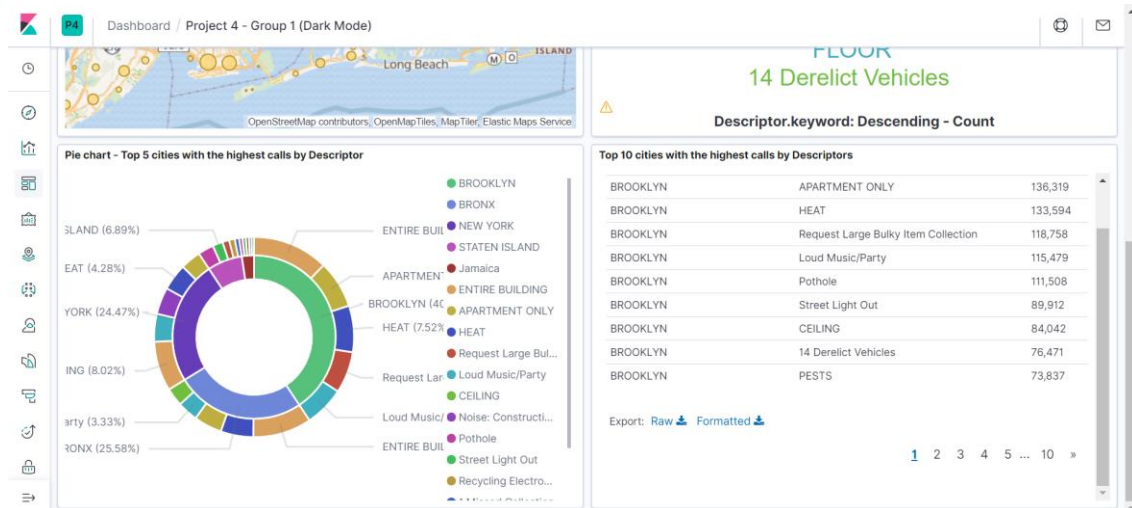 P4 Dashboard / Project 4 - Group 1 (Dark Mode)
ISLAND
Long Beach
M O
OpenStreetMap contributors, OpenMapTiles, MapTiler, Elastic Maps Service
FLOOR
14 Derelict Vehicles
Descriptor.keyword: Descending - Count
Pie chart - Top 5 cities with the highest calls by Descriptor
SLAND (6.89%)
EAT (4.28%)
YORK (24.47%)
ING (8.02%)
arty (3.33%)
RONX (25.58%)
ENTIRE BUIL
APARTMENT
BROOKLYN (40
HEAT (7.52%
Request Lar
Loud Music/
ENTIRE BUIL
BROOKLYN
BRONX
NEW YORK
STATEN ISLAND
Jamaica
ENTIRE BUILDING
APARTMENT ONLY
HEAT
Request Large Bul...
Loud Music/Party
CEILING
Noise: Constructi...
Pothole
Street Light Out
Recycling Electro...
Top 10 cities with the highest calls by Descriptors
BROOKLYN APARTMENT ONLY 136,319
BROOKLYN HEAT 133,594
BROOKLYN Request Large Bulky Item Collection 118,758
BROOKLYN Loud Music/Party 115,479
BROOKLYN Pothole 111,508
BROOKLYN Street Light Out 89,912
BROOKLYN CEILING 84,042
BROOKLYN 14 Derelict Vehicles 76,471
BROOKLYN PESTS 73,837
Export: Raw Formatted
1 2 3 4 5 ... 10 »